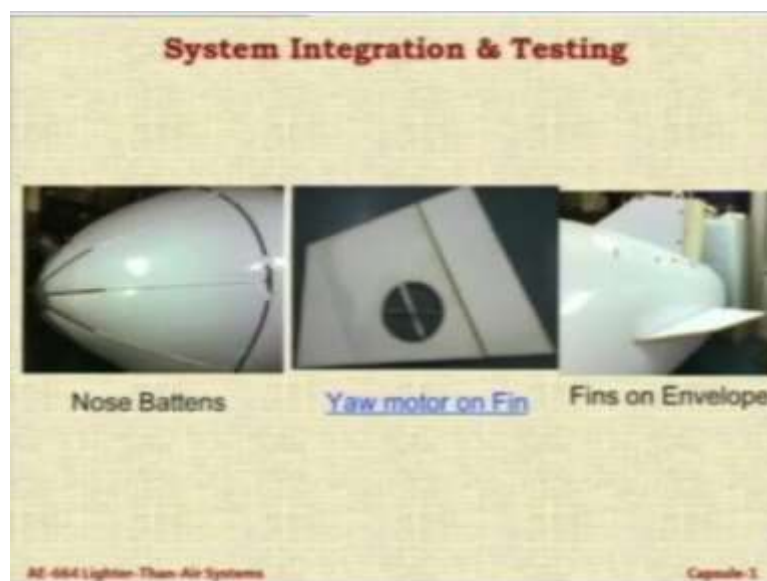 System Integration & Testing
Nose Battens
Yaw motor on Fin
Fins on Envelope
AE-664 Lighter-Than-Air Systems
Capsule-1